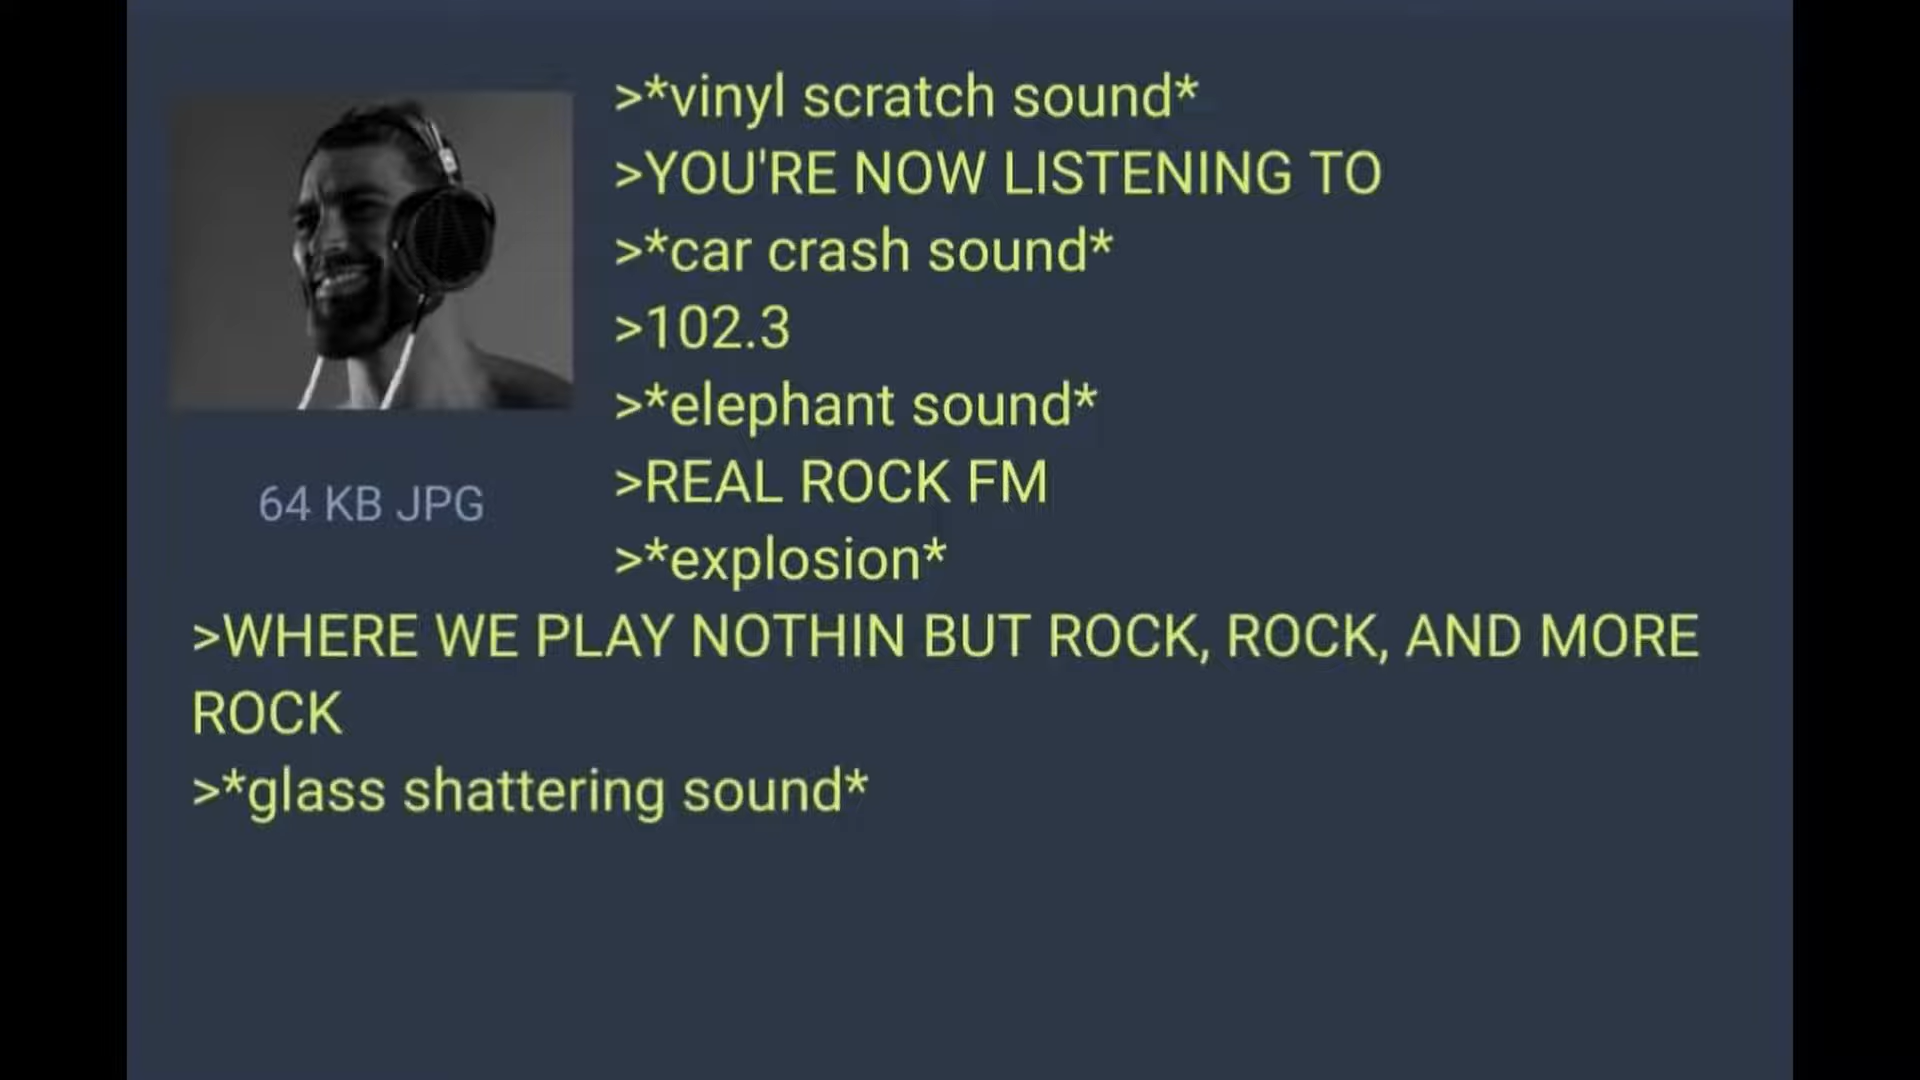 >*vinyl scratch sound*
>YOU'RE NOW LISTENING TO
>*car crash sound*
>102.3
>*elephant sound*
>REAL ROCK FM
>*explosion*
64 KB JPG
>WHERE WE PLAY NOTHIN BUT ROCK, ROCK, AND MORE
ROCK
>*glass shattering sound*